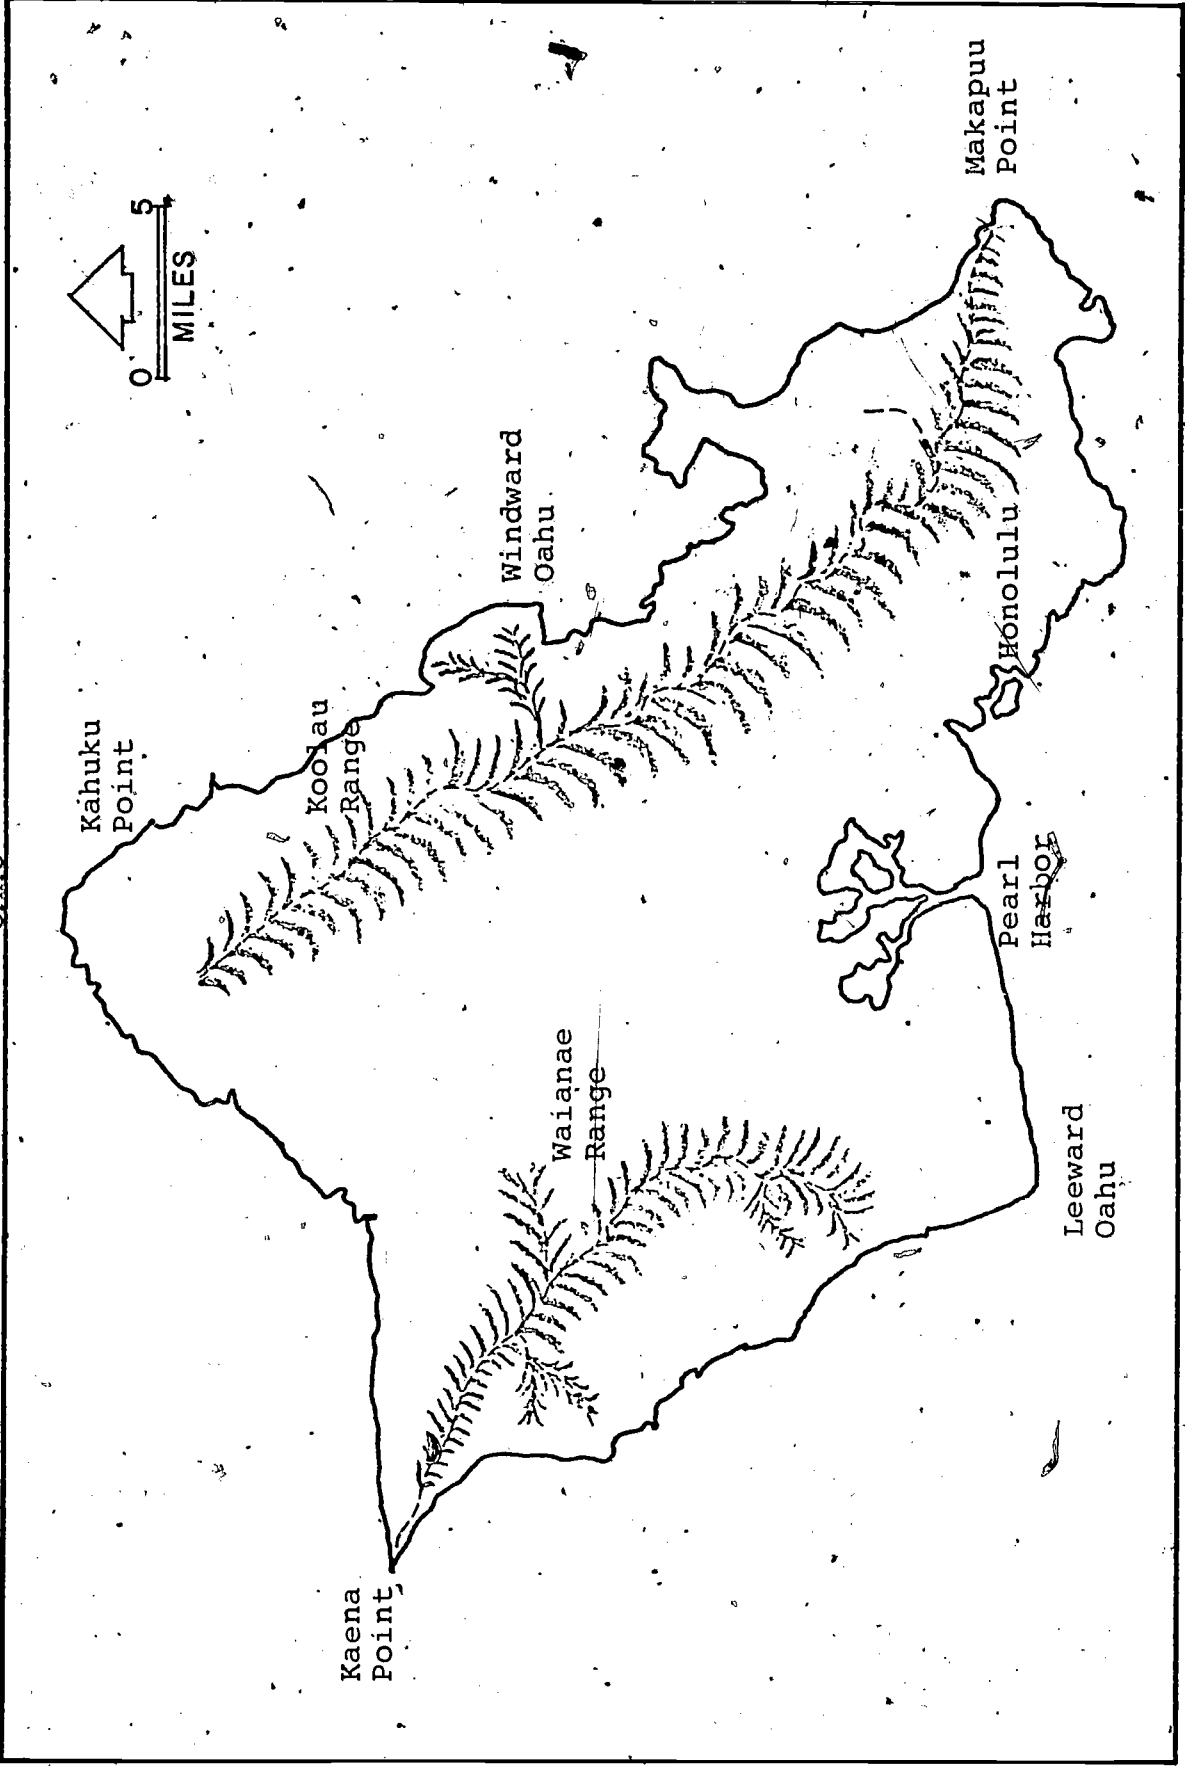 0 5
MILES
Kahuku
Point
Koolau
Range
Windward
Oahu
Makapuu
Point
Kaena
Point
Waianae
Range
Honolulu
Pearl
Harbor
Leeward
Oahu